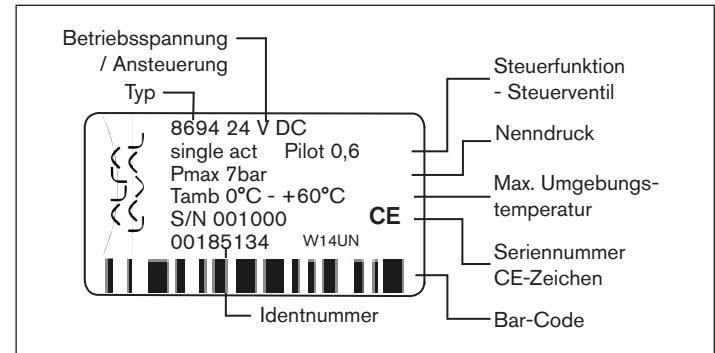 Betriebsspannung
/ Ansteuerung
Typ
8694 24 V DC
single act Pilot 0,6
Pmax 7bar
Tamb 0°C - +60°C
S/N 001000
CE
00185134 W14UN
Identnummer
Steuerfunktion
- Steuerventil
Nenndruck
Max. Umgebungs-
temperatur
Seriennummer
CE-Zeichen
Bar-Code